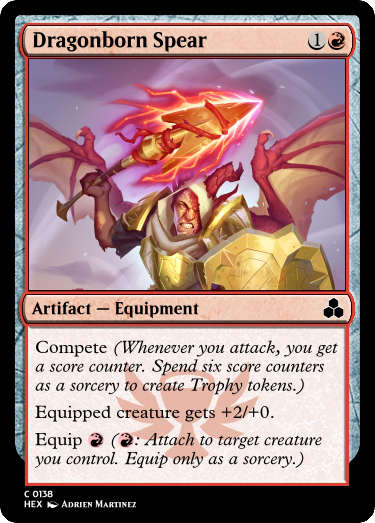 Dragonborn Spear 1
Artifact — Equipment
Compete (Whenever you attack, you get
a score counter. Spend six score counters
as a sorcery to create Trophy tokens.)
Equipped creature gets +2/+0.
Equip (: Attach to target creature
you control. Equip only as a sorcery.)
C 0138
HEX Adrien Martinez